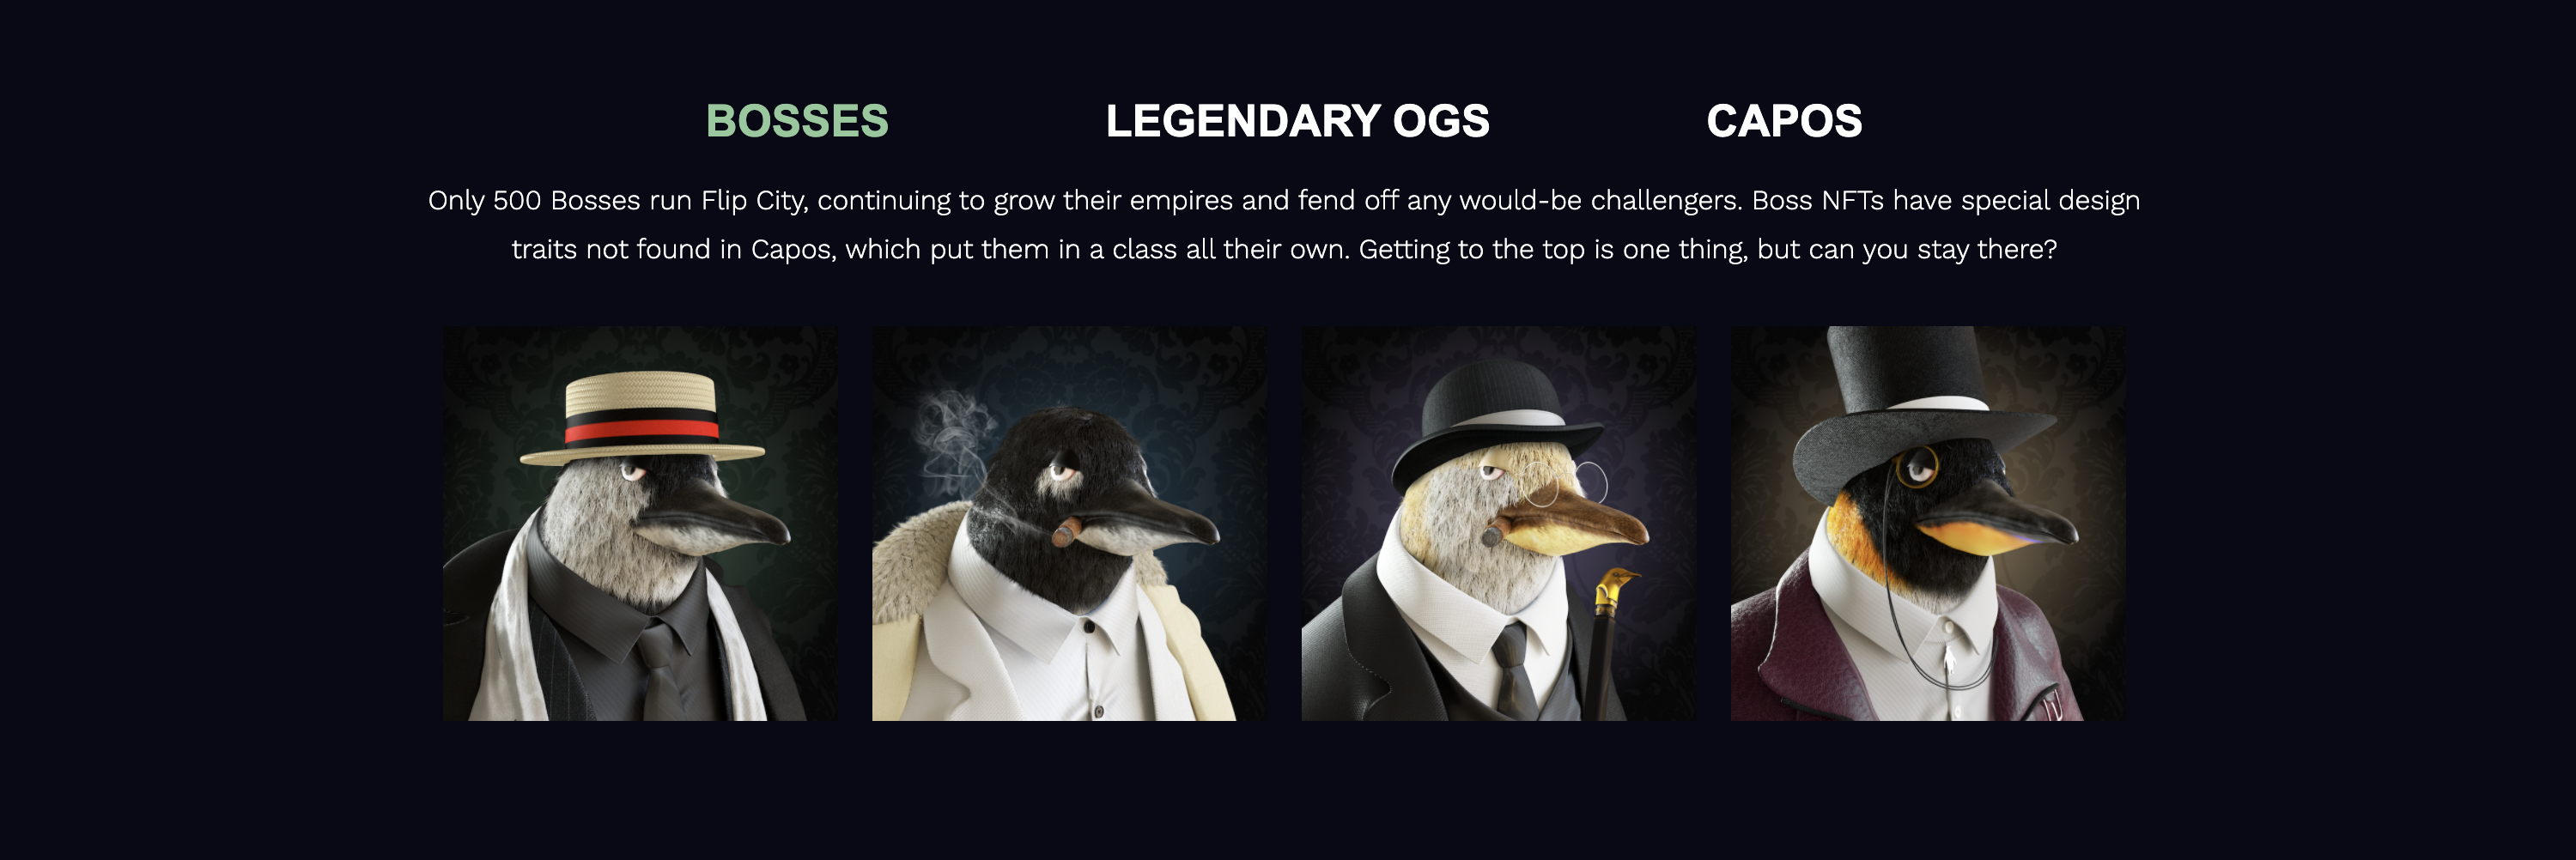 BOSSES LEGENDARY OGS CAPOS
Only 500 Bosses run Flip City, continuing to grow their empires and fend off any would-be challengers. Boss NFTs have special design
traits not found in Capos, which put them in a class all their own. Getting to the top is one thing, but can you stay there?